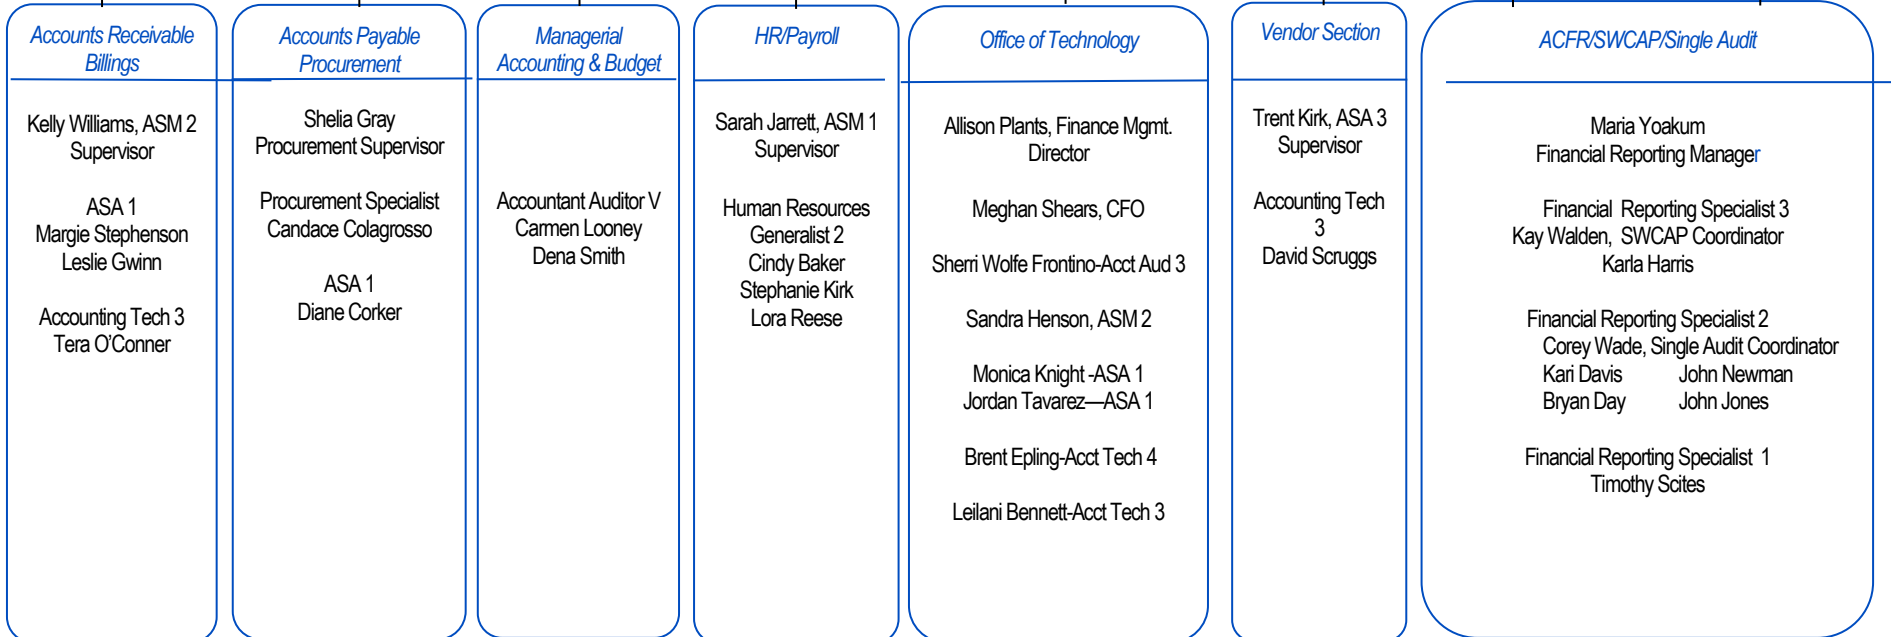 Accounts Receivable
Billings
Kelly Williams, ASM 2
Supervisor
ASA 1
Margie Stephenson
Leslie Gwinn
Accounting Tech 3
Tera O’Conner
Accounts Payable
Procurement
Shelia Gray
Procurement Supervisor
Procurement Specialist
Candace Colagrosso
ASA 1
Diane Corker
Managerial
Accounting & Budget
Accountant Auditor V
Carmen Looney
Dena Smith
HR/Payroll
Sarah Jarrett, ASM 1
Supervisor
Human Resources
Generalist 2
Cindy Baker
Stephanie Kirk
Lora Reese
Office of Technology
Allison Plants, Finance Mgmt.
Director
Meghan Shears, CFO
Sherri Wolfe Frontino-Acct Aud 3
Sandra Henson, ASM 2
Monica Knight -ASA 1
Jordan Tavarez—ASA 1
Brent Epling-Acct Tech 4
Leilani Bennett-Acct Tech 3
Vendor Section
Trent Kirk, ASA 3
Supervisor
Accounting Tech
3
David Scruggs
ACFR/SWCAP/Single Audit
Maria Yoakum
Financial Reporting Manager
Financial Reporting Specialist 3
Kay Walden, SWCAP Coordinator
Karla Harris
Financial Reporting Specialist 2
Corey Wade, Single Audit Coordinator
Kari Davis John Newman
Bryan Day John Jones
Financial Reporting Specialist 1
Timothy Scites